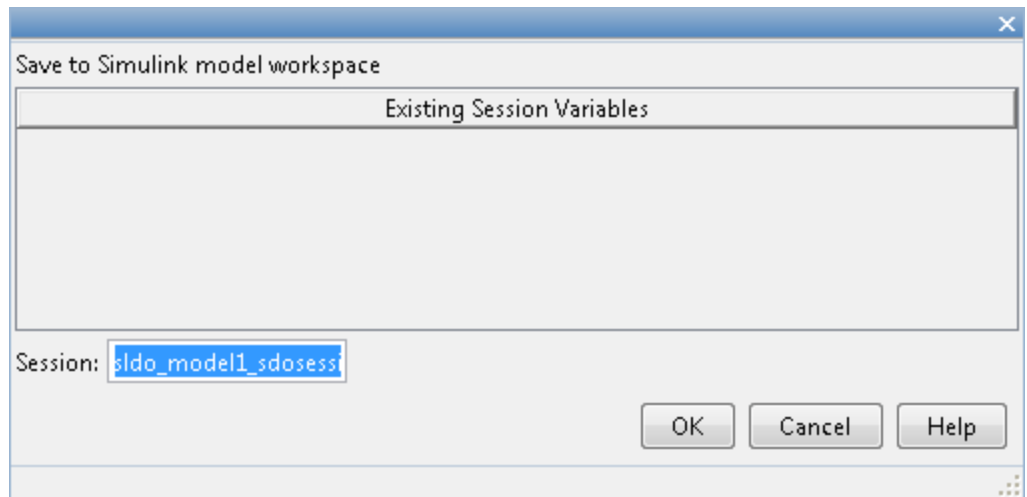 Save to Simulink model workspace
Existing Session Variables
Session: sldo_model1_sdosessi
OK Cancel Help